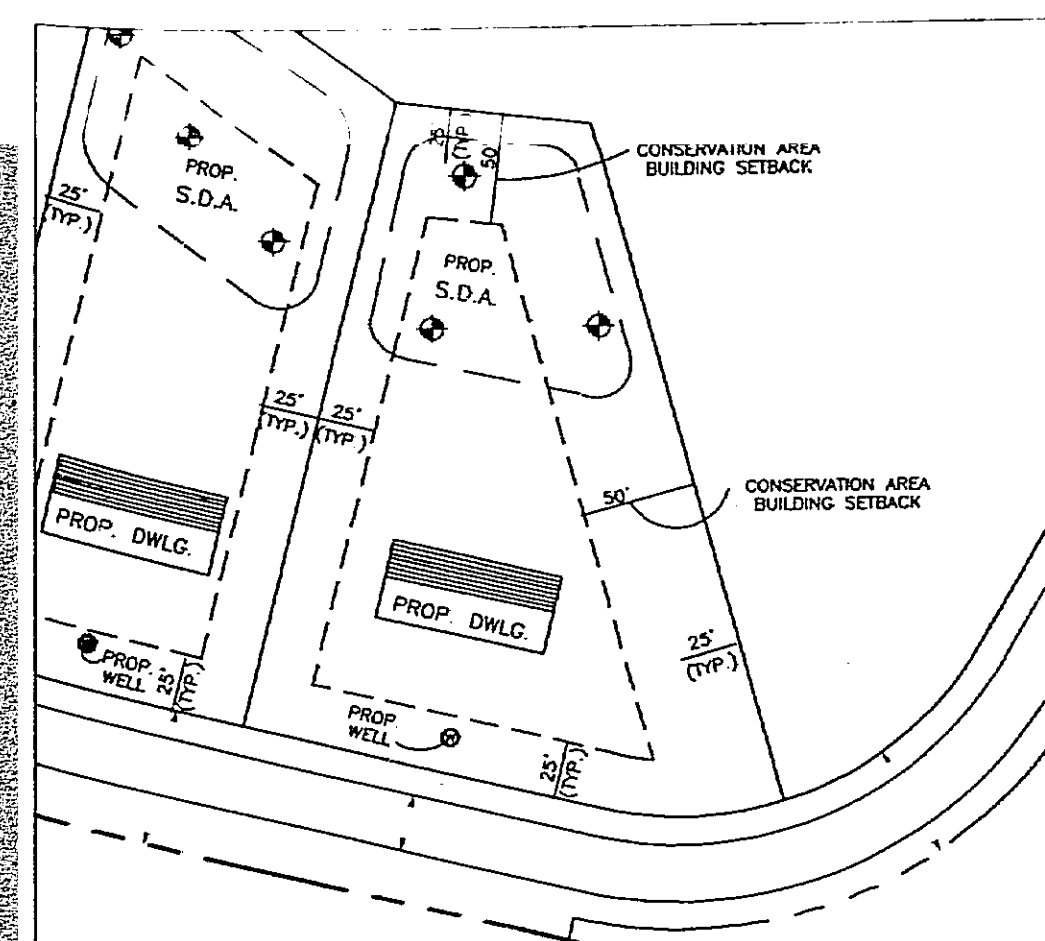 25'
(TYP.)
PROP.
S.D.A.
25'
(TYP.)
50'
CONSERVATION AREA
BUILDING SETBACK
PROP.
S.D.A.
25'
(TYP.)
25'
(TYP.)
50'
CONSERVATION AREA
BUILDING SETBACK
PROP. DWLG.
PROP. DWLG.
25'
(TYP.)
PROP.
WELL
25'
(TYP.)
PROP.
WELL
W
25'
(TYP.)